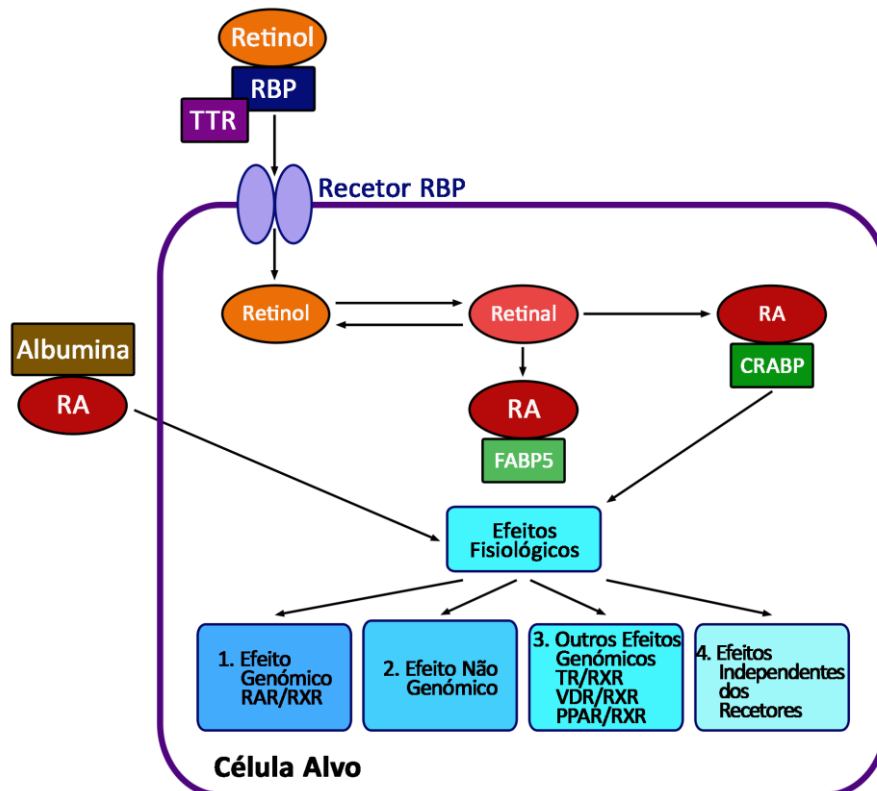 Retinol
RBP
TTR
Recetor RBP
Retinol
Retinal
RA
CRABP
Albumina
RA
RA
FABP5
Efeitos
Fisiológicos
1. Efeito
Genómico
RAR/RXR
2. Efeito Não
Genómico
3. Outros Efeitos
Genómicos
TR/RXR
VDR/RXR
PPAR/RXR
4. Efeitos
Independentes
dos
Recetores
Célula Alvo